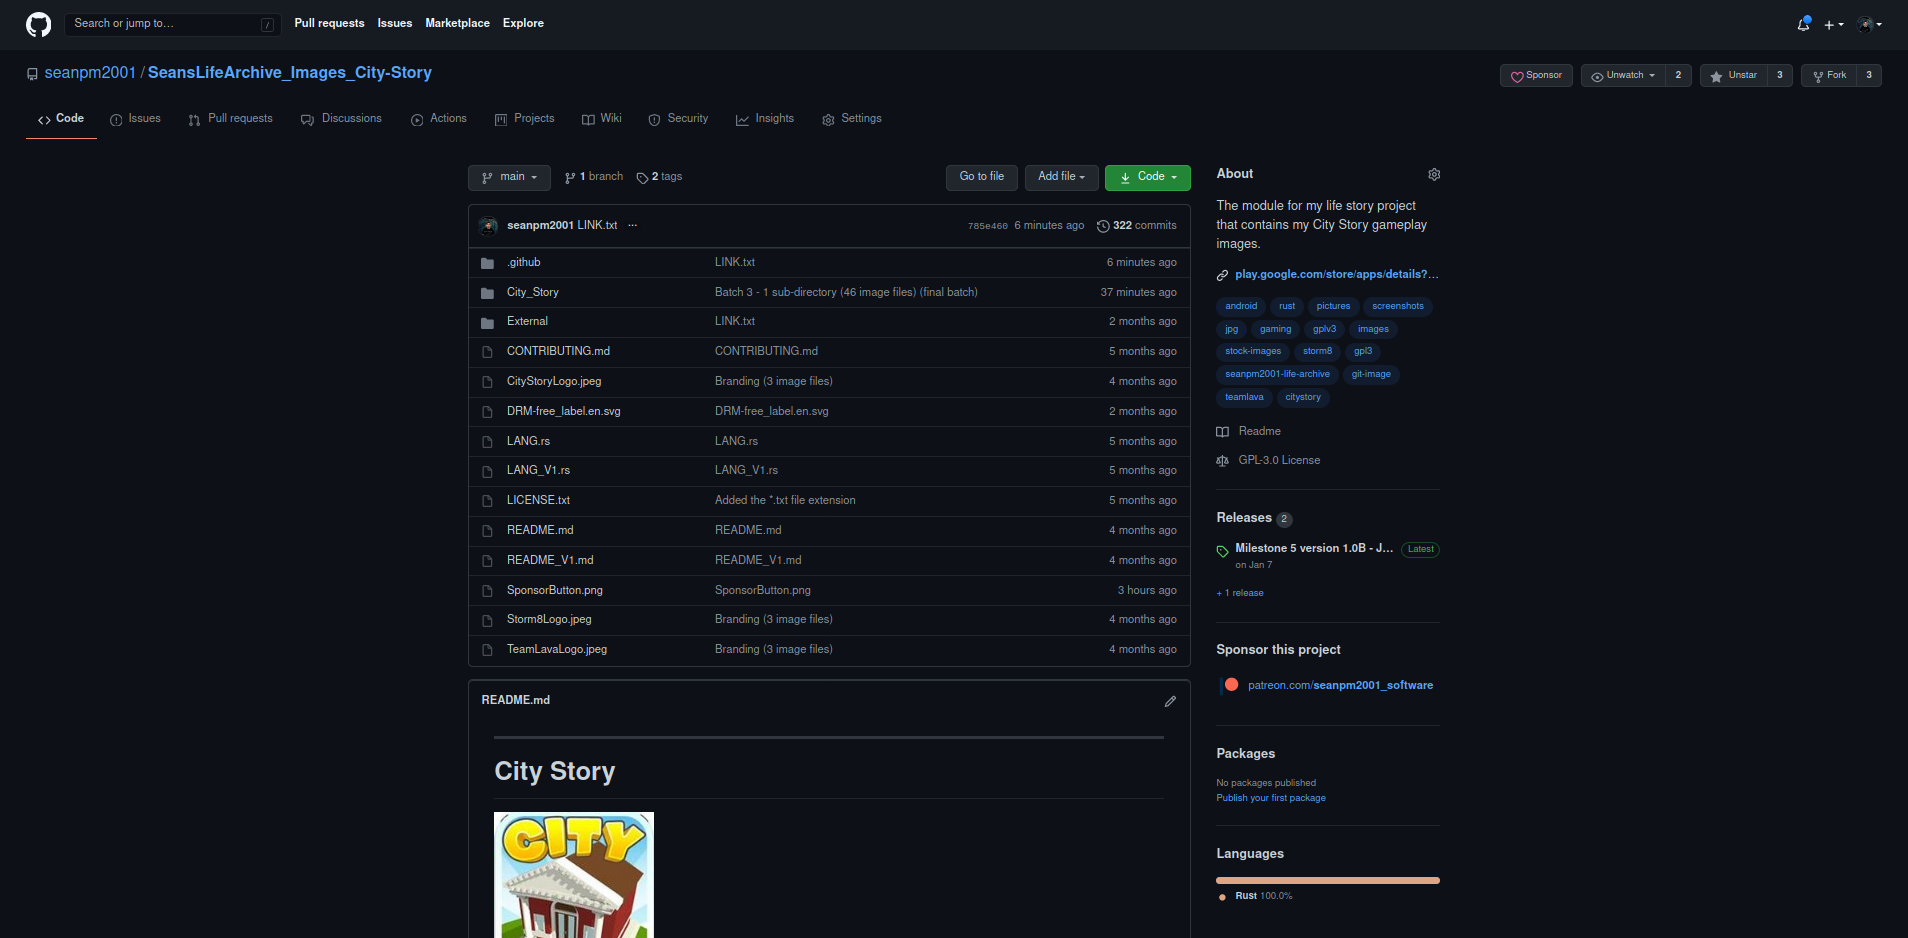 Search or jump to... / Pull requests Issues Marketplace Explore
seanpm2001 / SeansLifeArchive_Images_City-Story Sponsor Unwatch 2 Unstar 3 Fork 3
Code Issues Pull requests Discussions Actions Projects Wiki Security Insights Settings
main 1 branch 2 tags Go to file Add file Code
seanpm2001 LINK.txt ... 785e460 6 minutes ago 322 commits
.github LINK.txt 6 minutes ago
City_Story Batch 3 - 1 sub-directory (46 image files) (final batch) 37 minutes ago
External LINK.txt 2 months ago
CONTRIBUTING.md CONTRIBUTING.md 5 months ago
CityStoryLogo.jpeg Branding (3 image files) 4 months ago
DRM-free_label.en.svg DRM-free_label.en.svg 2 months ago
LANG.rs LANG.rs 5 months ago
LANG_V1.rs LANG_V1.rs 5 months ago
LICENSE.txt Added the *.txt file extension 5 months ago
README.md README.md 4 months ago
README_V1.md README_V1.md 4 months ago
SponsorButton.png SponsorButton.png 3 hours ago
Storm8Logo.jpeg Branding (3 image files) 4 months ago
TeamLavaLogo.jpeg Branding (3 image files) 4 months ago
README.md
City Story
CITY
About
The module for my life story project
that contains my City Story gameplay
images.
play.google.com/store/apps/details?...
android rust pictures screenshots
jpg gaming gplv3 images
stock-images storm8 gpl3
seanpm2001-life-archive git-image
teamlava citystory
Readme
GPL-3.0 License
Releases 2
Milestone 5 version 1.0B - J... Latest
on Jan 7
+ 1 release
Sponsor this project
patreon.com/seanpm2001_software
Packages
No packages published
Publish your first package
Languages
Rust 100.0%